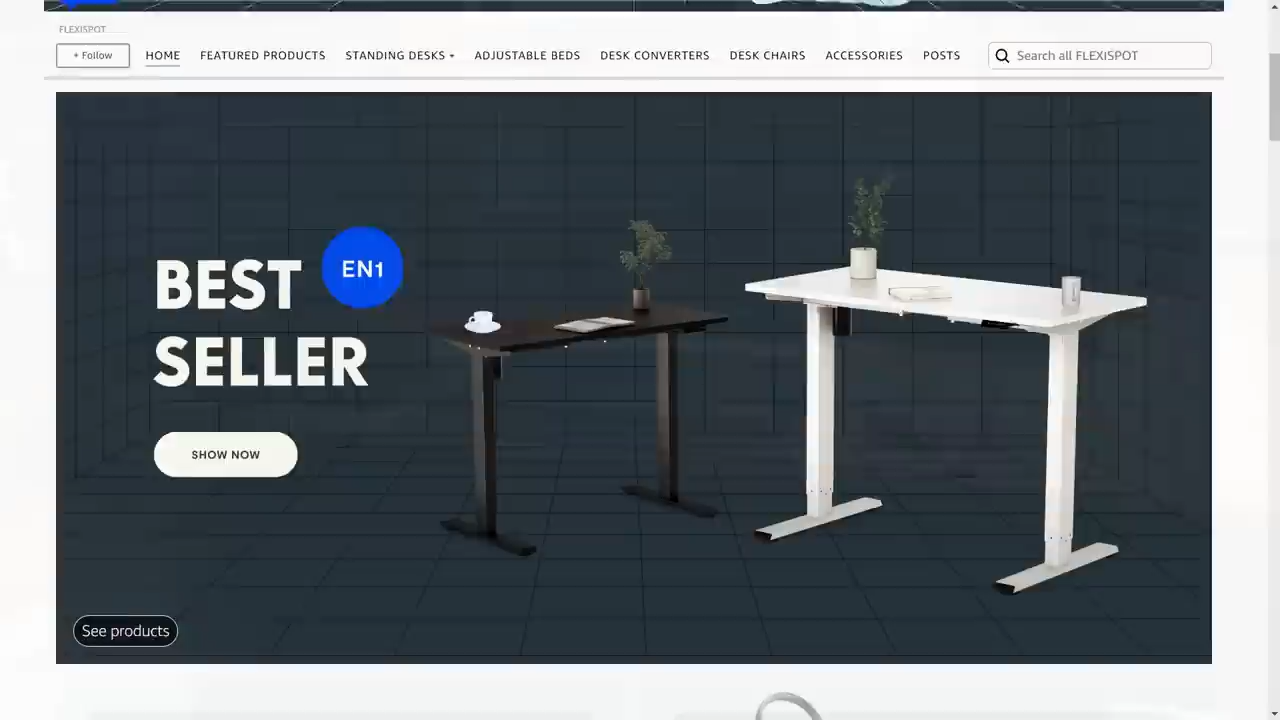 FLEXISPOT
+ Follow
HOME
FEATURED PRODUCTS
STANDING DESKS
ADJUSTABLE BEDS
DESK CONVERTERS
DESK CHAIRS
ACCESSORIES
POSTS
Search all FLEXISPOT
BEST EN1
SELLER
SHOW NOW
See products